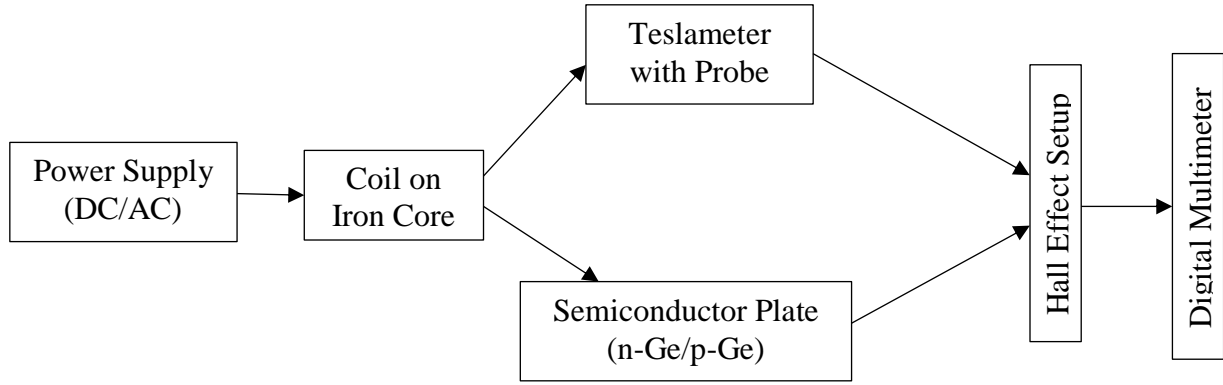 Teslameter
with Probe
Power Supply
(DC/AC)
Coil on
Iron Core
Semiconductor Plate
(n-Ge/p-Ge)
Hall Effect Setup
Digital Multimeter